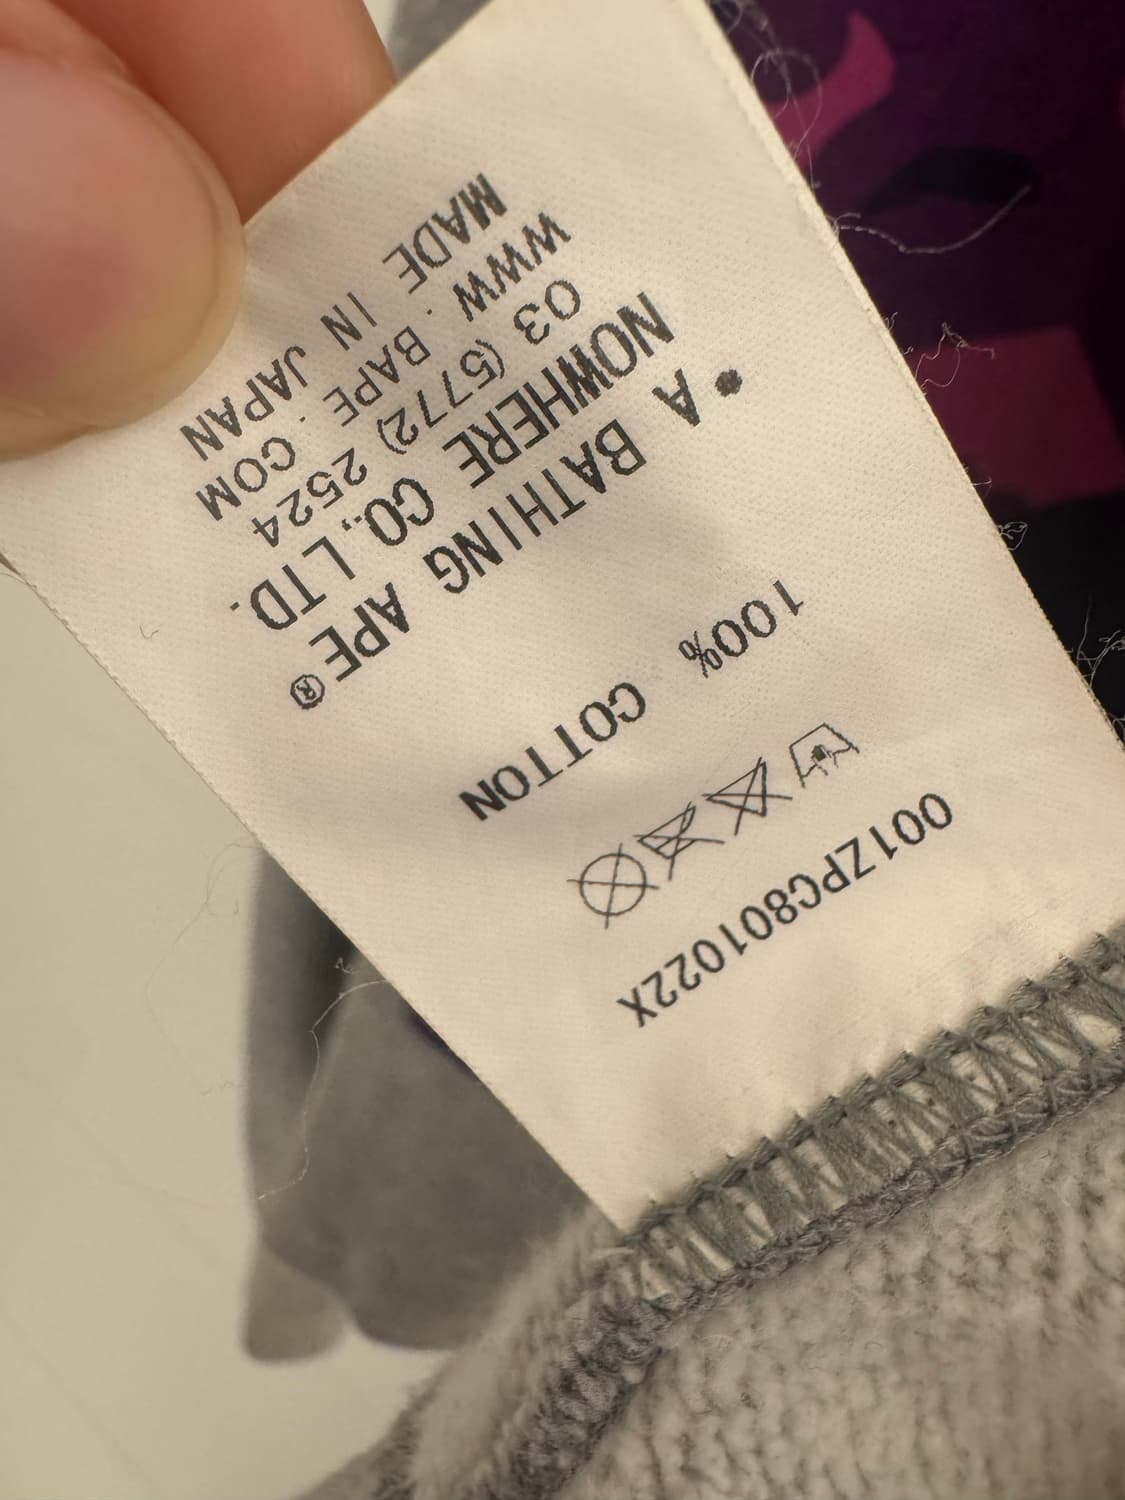 001ZPC801022X
100% COTTON
A BATHING APE®
NOWHERE CO., LTD.
03 (5772) 2524
WWW . BAPE . COM
MADE IN JAPAN